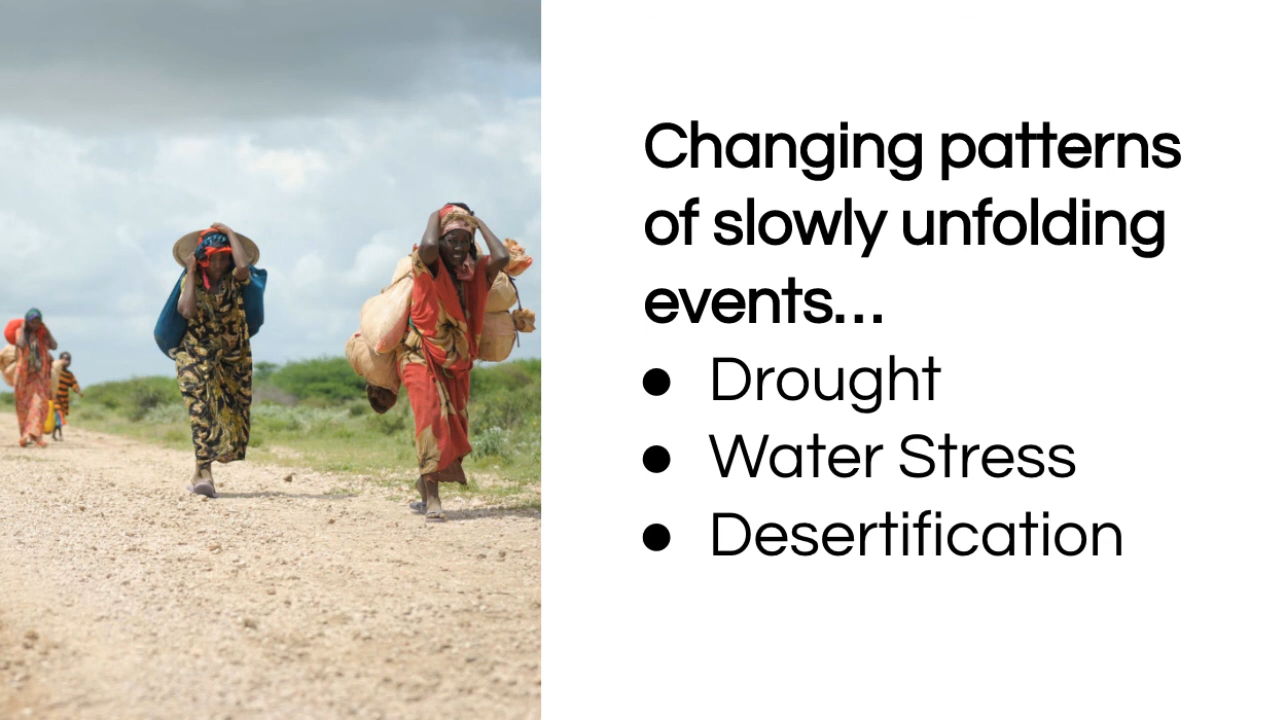 Changing patterns
of slowly unfolding
events...
● Drought
● Water Stress
● Desertification